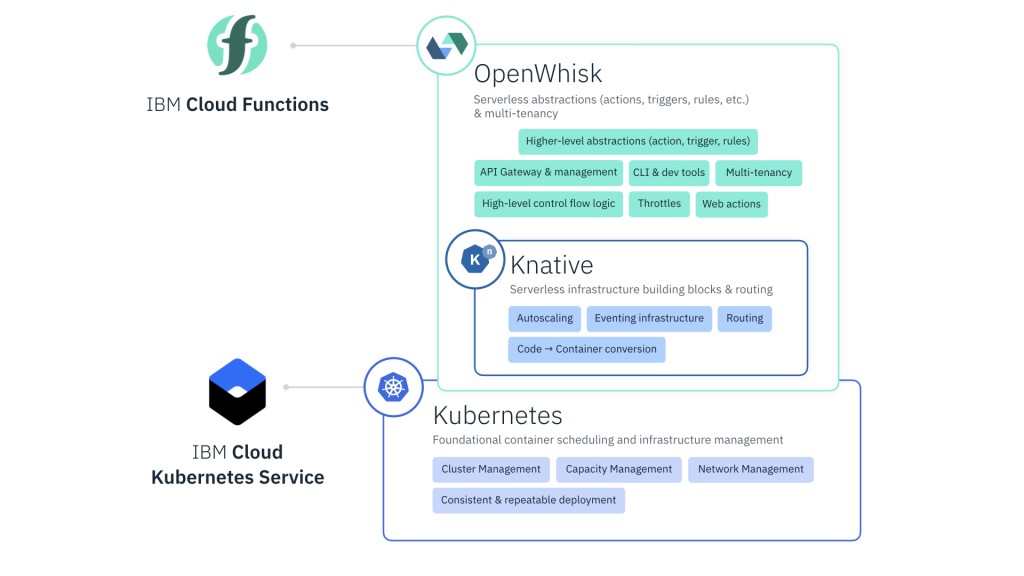 IBM Cloud Functions
OpenWhisk
Serverless abstractions (actions, triggers, rules, etc.)
& multi-tenancy
Higher-level abstractions (action, trigger, rules)
API Gateway & management
CLI & dev tools
Multi-tenancy
High-level control flow logic
Throttles
Web actions
K
n
Knative
Serverless infrastructure building blocks & routing
Autoscaling
Eventing infrastructure
Routing
Code → Container conversion
IBM Cloud
Kubernetes Service
Kubernetes
Foundational container scheduling and infrastructure management
Cluster Management
Capacity Management
Network Management
Consistent & repeatable deployment